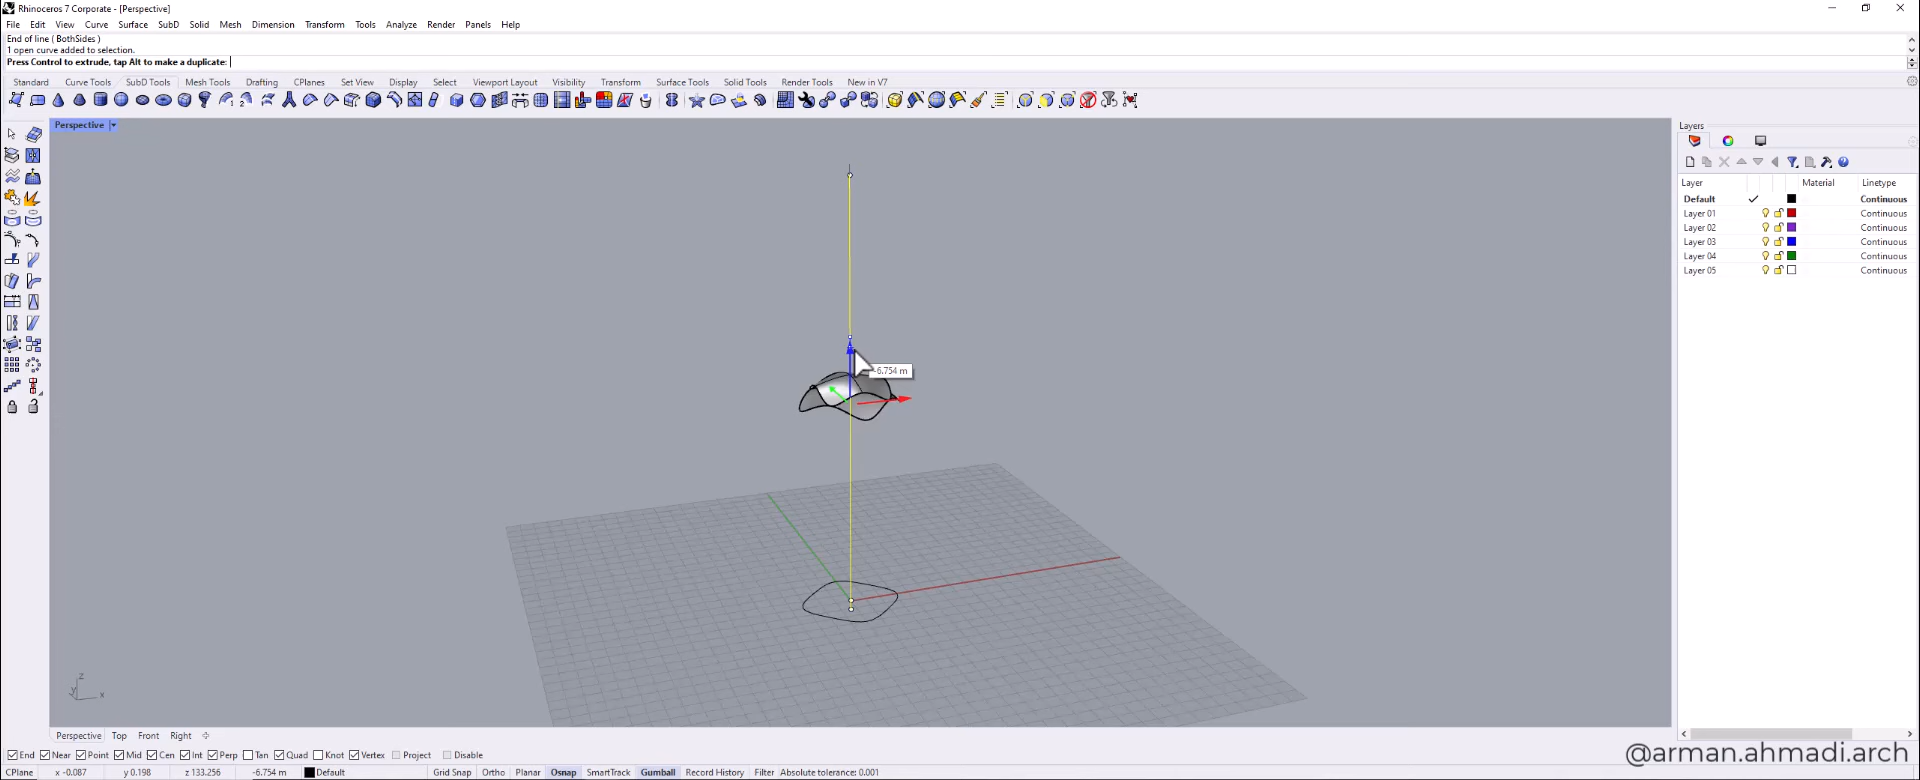 Rhinoceros 7 Corporate - [Perspective]
File Edit View Curve Surface SubD Solid Mesh Dimension Transform Tools Analyze Render Panels Help
End of line ( BothSides )
1 open curve added to selection.
Press Control to extrude, tap Alt to make a duplicate:
Standard Curve Tools SubD Tools Mesh Tools Drafting CPlanes Set View Display Select Viewport Layout Visibility Transform Surface Tools Solid Tools Render Tools New in V7
Perspective
Layers
Layer Material Linetype
Default Continuous
Layer 01 Continuous
Layer 02 Continuous
Layer 03 Continuous
Layer 04 Continuous
Layer 05 Continuous
-6.754 m
z
y x
Perspective Top Front Right
End Near Point Mid Cen Int Perp Tan Quad Knot Vertex Project Disable
@arman.ahmadi.arch
CPlane x -0.087 y 0.198 z 133.256 -6.754 m Default Grid Snap Ortho Planar Osnap SmartTrack Gumball Record History Filter Absolute tolerance: 0.001